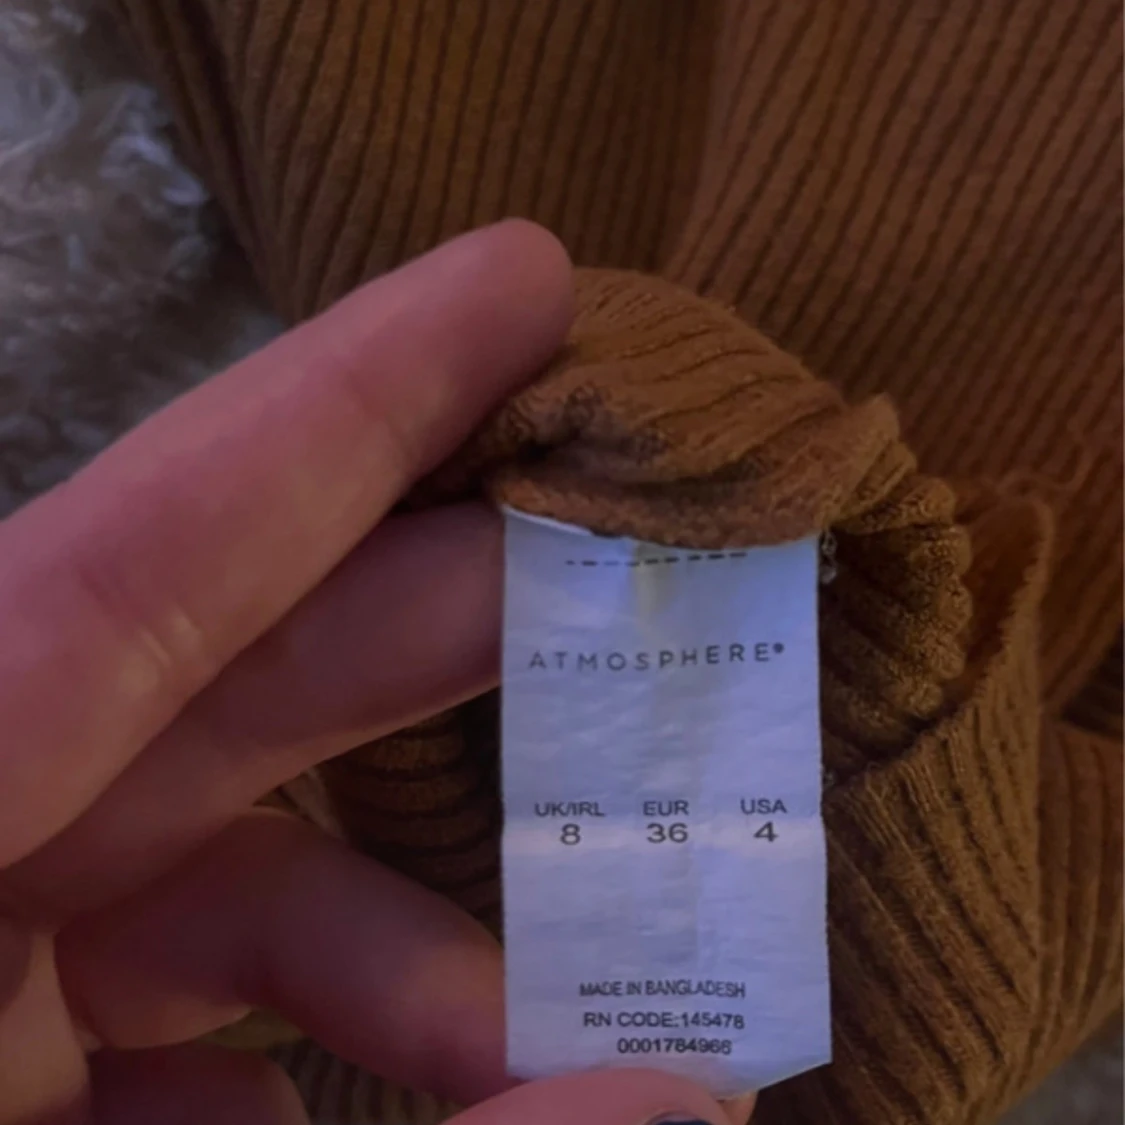 ATMOSPHERE®
UK/IRL EUR USA
8 36 4
MADE IN BANGLADESH
RN CODE:145478
0001784966